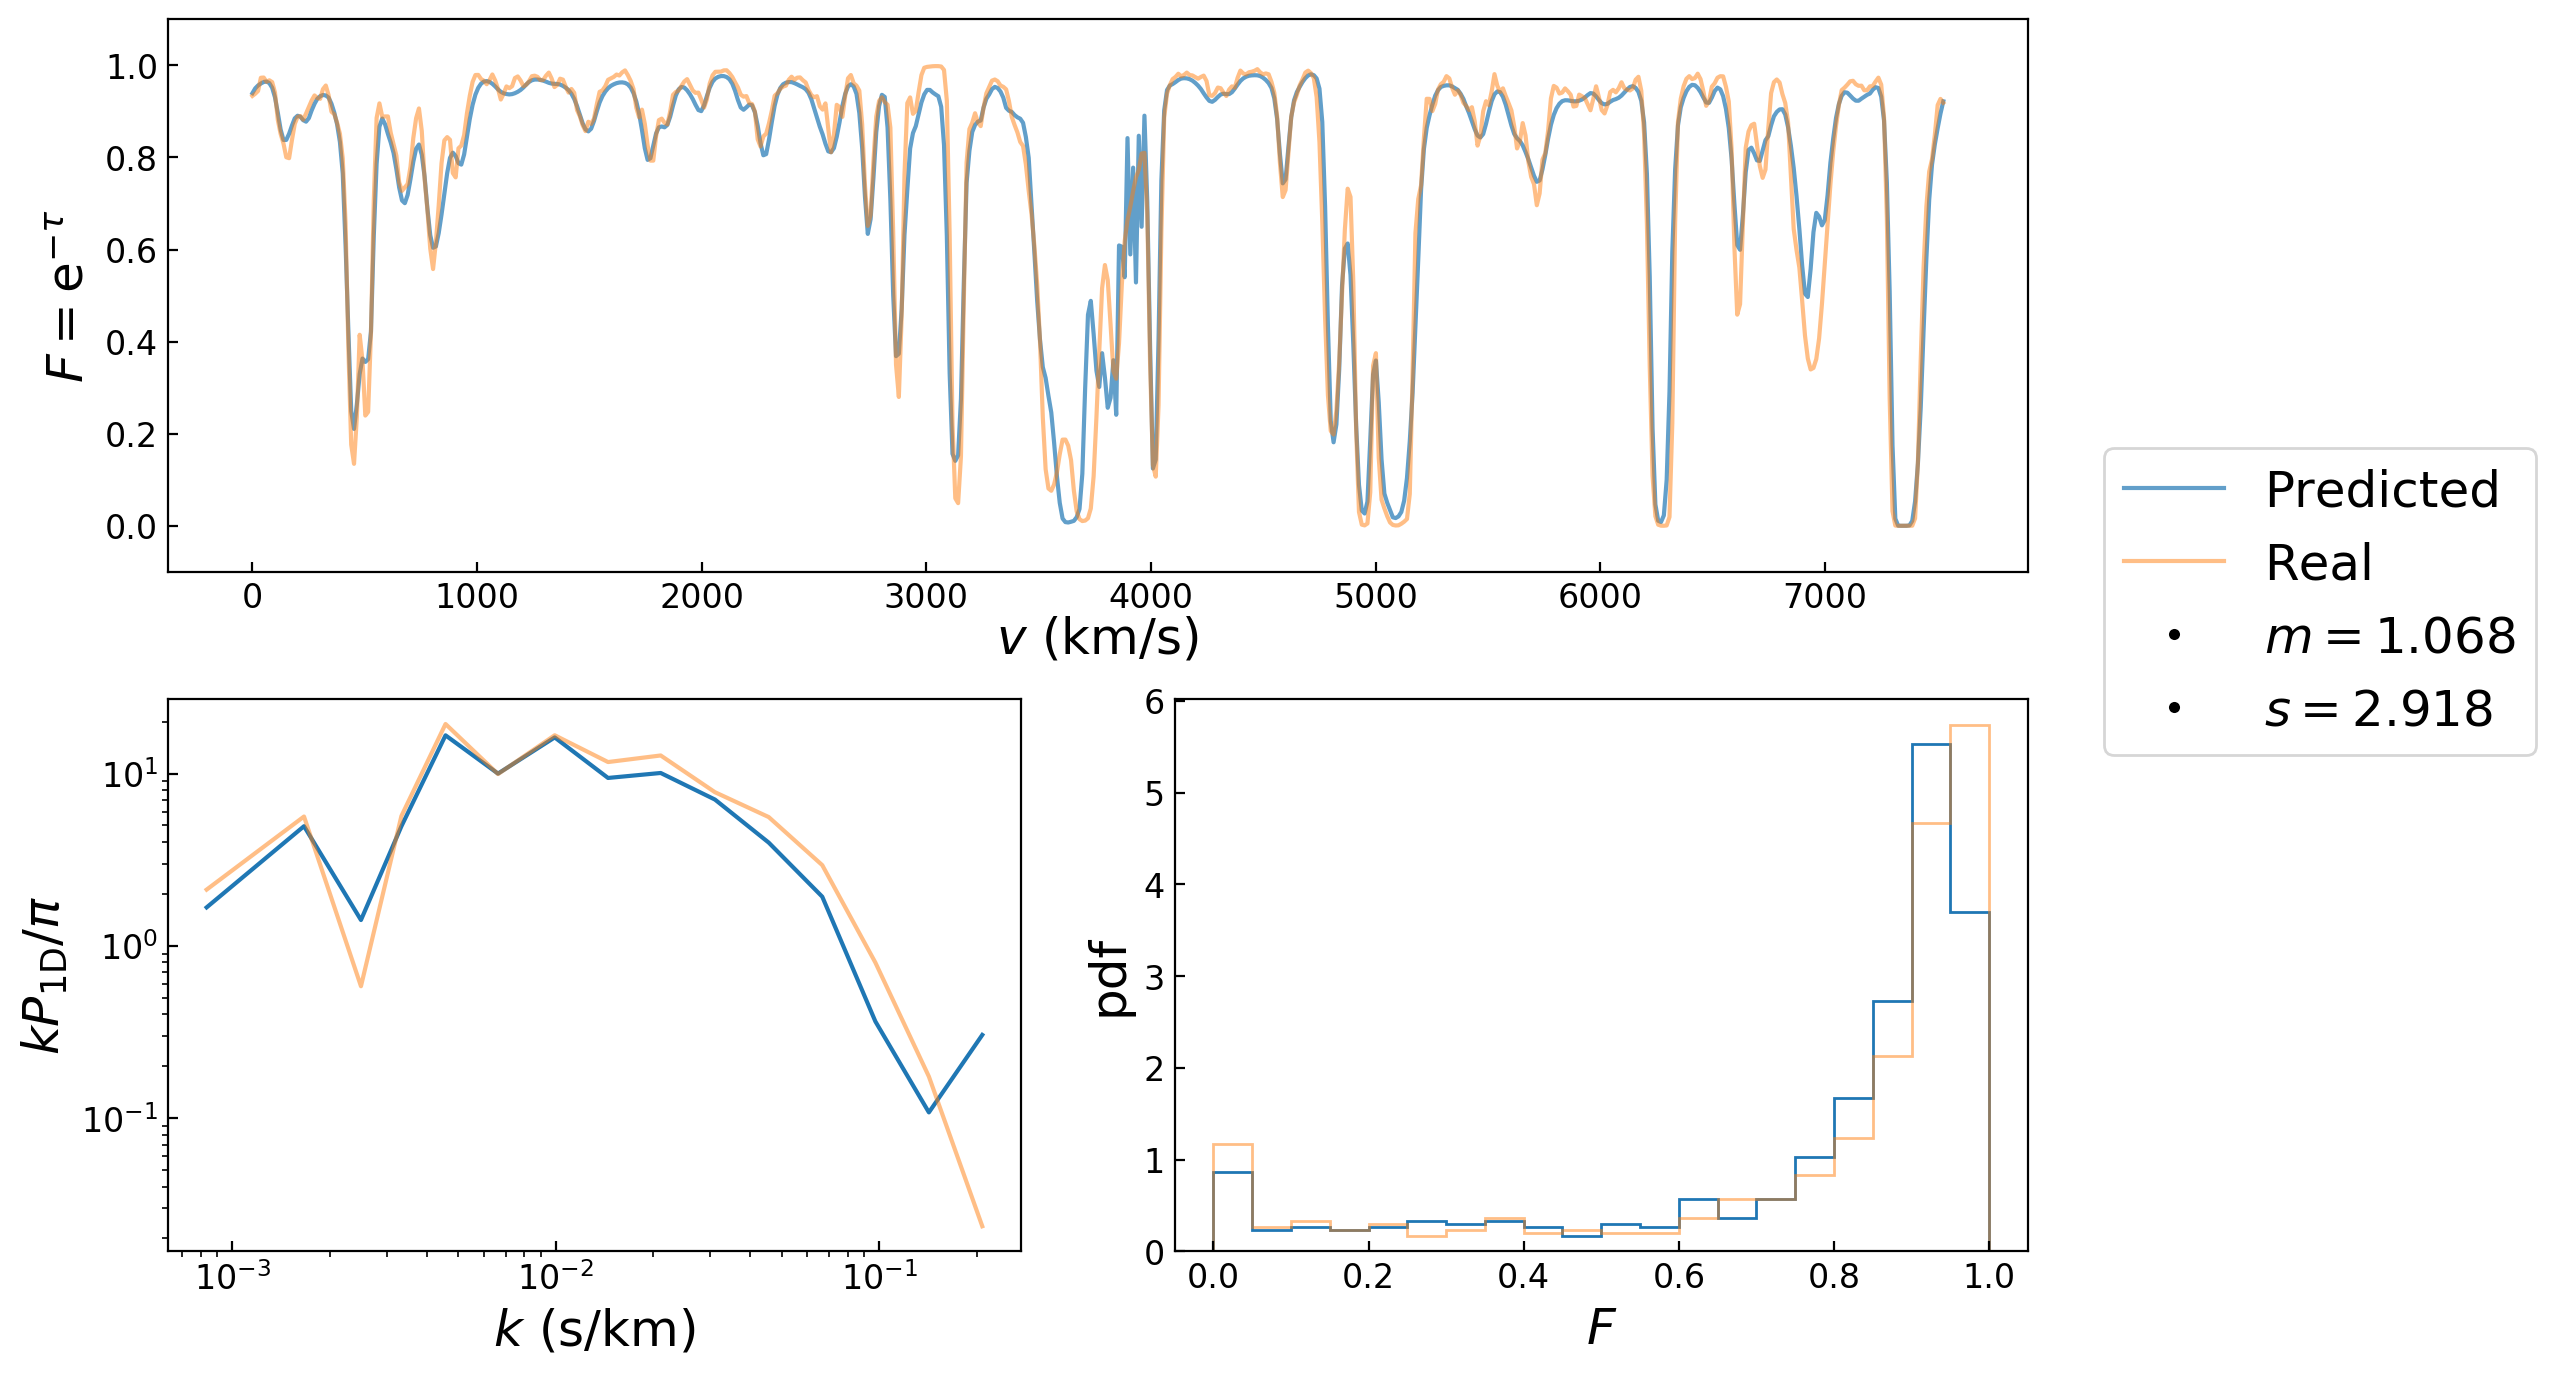 1.0
0.8
0.6
0.4
0.2
0.0
F = e^{−τ}
0 1000 2000 3000 4000 5000 6000 7000
v (km/s)
Predicted
Real
m = 1.068
s = 2.918
10^1
10^0
10^{−1}
kP_{1D}/π
10^{−3} 10^{−2} 10^{−1}
k (s/km)
6
5
4
3
2
1
0
pdf
0.0 0.2 0.4 0.6 0.8 1.0
F